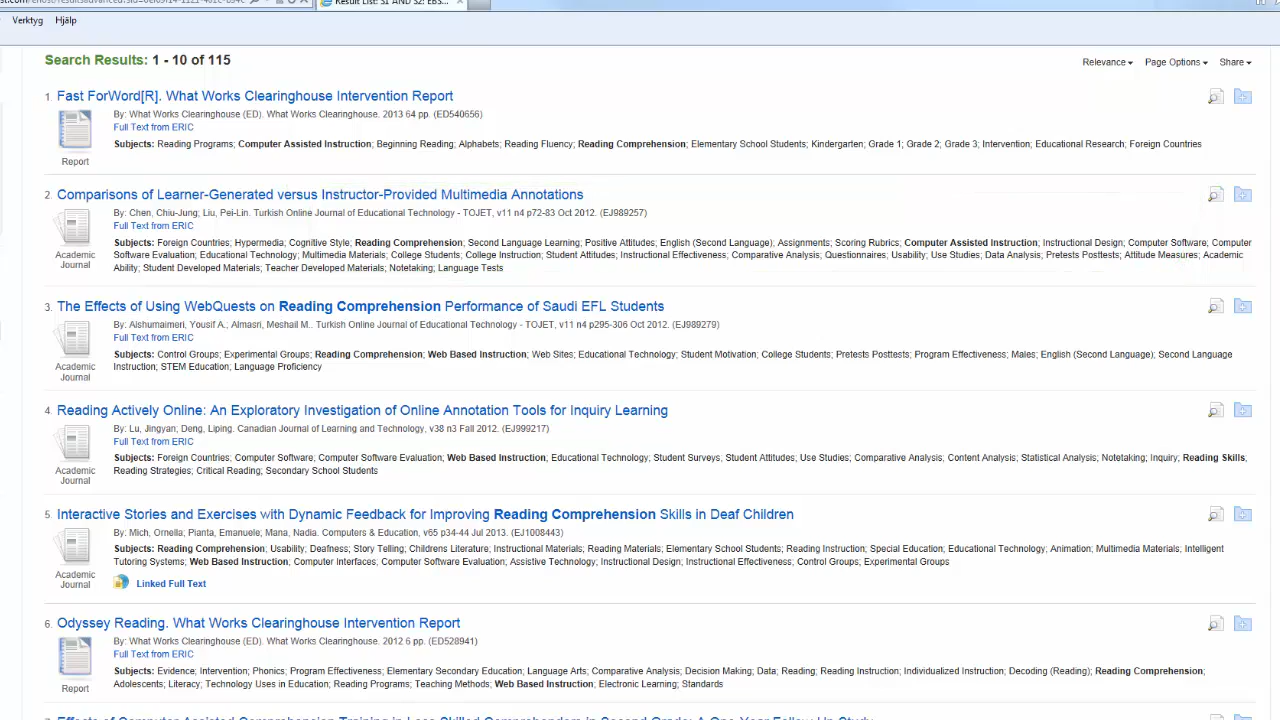 Result List: S1 AND S2: EBS...
Verktyg Hjälp
Search Results: 1 - 10 of 115
Relevance Page Options Share
1. Fast ForWord[R]. What Works Clearinghouse Intervention Report
By: What Works Clearinghouse (ED). What Works Clearinghouse. 2013 64 pp. (ED540656)
Full Text from ERIC
Subjects: Reading Programs; Computer Assisted Instruction; Beginning Reading; Alphabets; Reading Fluency; Reading Comprehension; Elementary School Students; Kindergarten; Grade 1; Grade 2; Grade 3; Intervention; Educational Research; Foreign Countries
Report
2. Comparisons of Learner-Generated versus Instructor-Provided Multimedia Annotations
By: Chen, Chiu-Jung; Liu, Pei-Lin. Turkish Online Journal of Educational Technology - TOJET, v11 n4 p72-83 Oct 2012. (EJ989257)
Full Text from ERIC
Subjects: Foreign Countries; Hypermedia; Cognitive Style; Reading Comprehension; Second Language Learning; Positive Attitudes; English (Second Language); Assignments; Scoring Rubrics; Computer Assisted Instruction; Instructional Design; Computer Software; Computer
Software Evaluation; Educational Technology; Multimedia Materials; College Students; College Instruction; Student Attitudes; Instructional Effectiveness; Comparative Analysis; Questionnaires; Usability; Use Studies; Data Analysis; Pretests Posttests; Attitude Measures; Academic
Ability; Student Developed Materials; Teacher Developed Materials; Notetaking; Language Tests
Academic
Journal
3. The Effects of Using WebQuests on Reading Comprehension Performance of Saudi EFL Students
By: Alshumaimeri, Yousif A.; Almasri, Meshail M.. Turkish Online Journal of Educational Technology - TOJET, v11 n4 p295-306 Oct 2012. (EJ989279)
Full Text from ERIC
Subjects: Control Groups; Experimental Groups; Reading Comprehension; Web Based Instruction; Web Sites; Educational Technology; Student Motivation; College Students; Pretests Posttests; Program Effectiveness; Males; English (Second Language); Second Language
Instruction; STEM Education; Language Proficiency
Academic
Journal
4. Reading Actively Online: An Exploratory Investigation of Online Annotation Tools for Inquiry Learning
By: Lu, Jingyan; Deng, Liping. Canadian Journal of Learning and Technology, v38 n3 Fall 2012. (EJ999217)
Full Text from ERIC
Subjects: Foreign Countries; Computer Software; Computer Software Evaluation; Web Based Instruction; Educational Technology; Student Surveys; Student Attitudes; Use Studies; Comparative Analysis; Content Analysis; Statistical Analysis; Notetaking; Inquiry; Reading Skills;
Reading Strategies; Critical Reading; Secondary School Students
Academic
Journal
5. Interactive Stories and Exercises with Dynamic Feedback for Improving Reading Comprehension Skills in Deaf Children
By: Mich, Ornella; Pianta, Emanuele; Mana, Nadia. Computers & Education, v65 p34-44 Jul 2013. (EJ1008443)
Subjects: Reading Comprehension; Usability; Deafness; Story Telling; Childrens Literature; Instructional Materials; Reading Materials; Elementary School Students; Reading Instruction; Special Education; Educational Technology; Animation; Multimedia Materials; Intelligent
Tutoring Systems; Web Based Instruction; Computer Interfaces; Computer Software Evaluation; Assistive Technology; Instructional Design; Instructional Effectiveness; Control Groups; Experimental Groups
Academic
Journal
Linked Full Text
6. Odyssey Reading. What Works Clearinghouse Intervention Report
By: What Works Clearinghouse (ED). What Works Clearinghouse. 2012 6 pp. (ED528941)
Full Text from ERIC
Subjects: Evidence; Intervention; Phonics; Program Effectiveness; Elementary Secondary Education; Language Arts; Comparative Analysis; Decision Making; Data; Reading; Reading Instruction; Individualized Instruction; Decoding (Reading); Reading Comprehension;
Adolescents; Literacy; Technology Uses in Education; Reading Programs; Teaching Methods; Web Based Instruction; Electronic Learning; Standards
Report
Effects of Computer Assisted Comprehension Training in Less Skilled Comprehenders in Second Grade: A One-Year Follow-Up Study